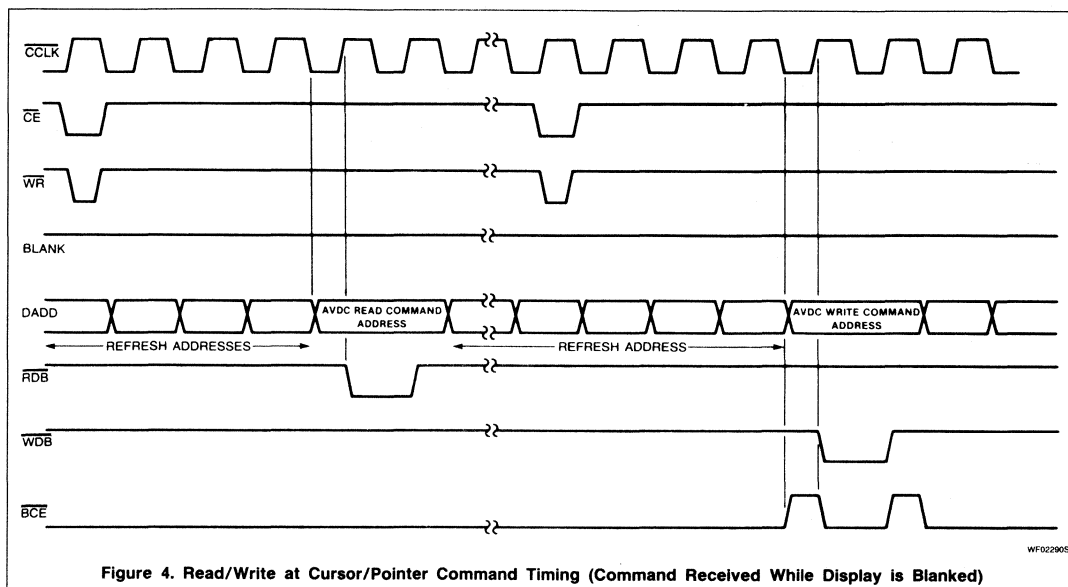 CCLK
CE
WR
BLANK
DADD
AVDC READ COMMAND
ADDRESS
AVDC WRITE COMMAND
ADDRESS
REFRESH ADDRESSES
REFRESH ADDRESS
RDB
WDB
BCE
WF02290S
Figure 4. Read/Write at Cursor/Pointer Command Timing (Command Received While Display is Blanked)